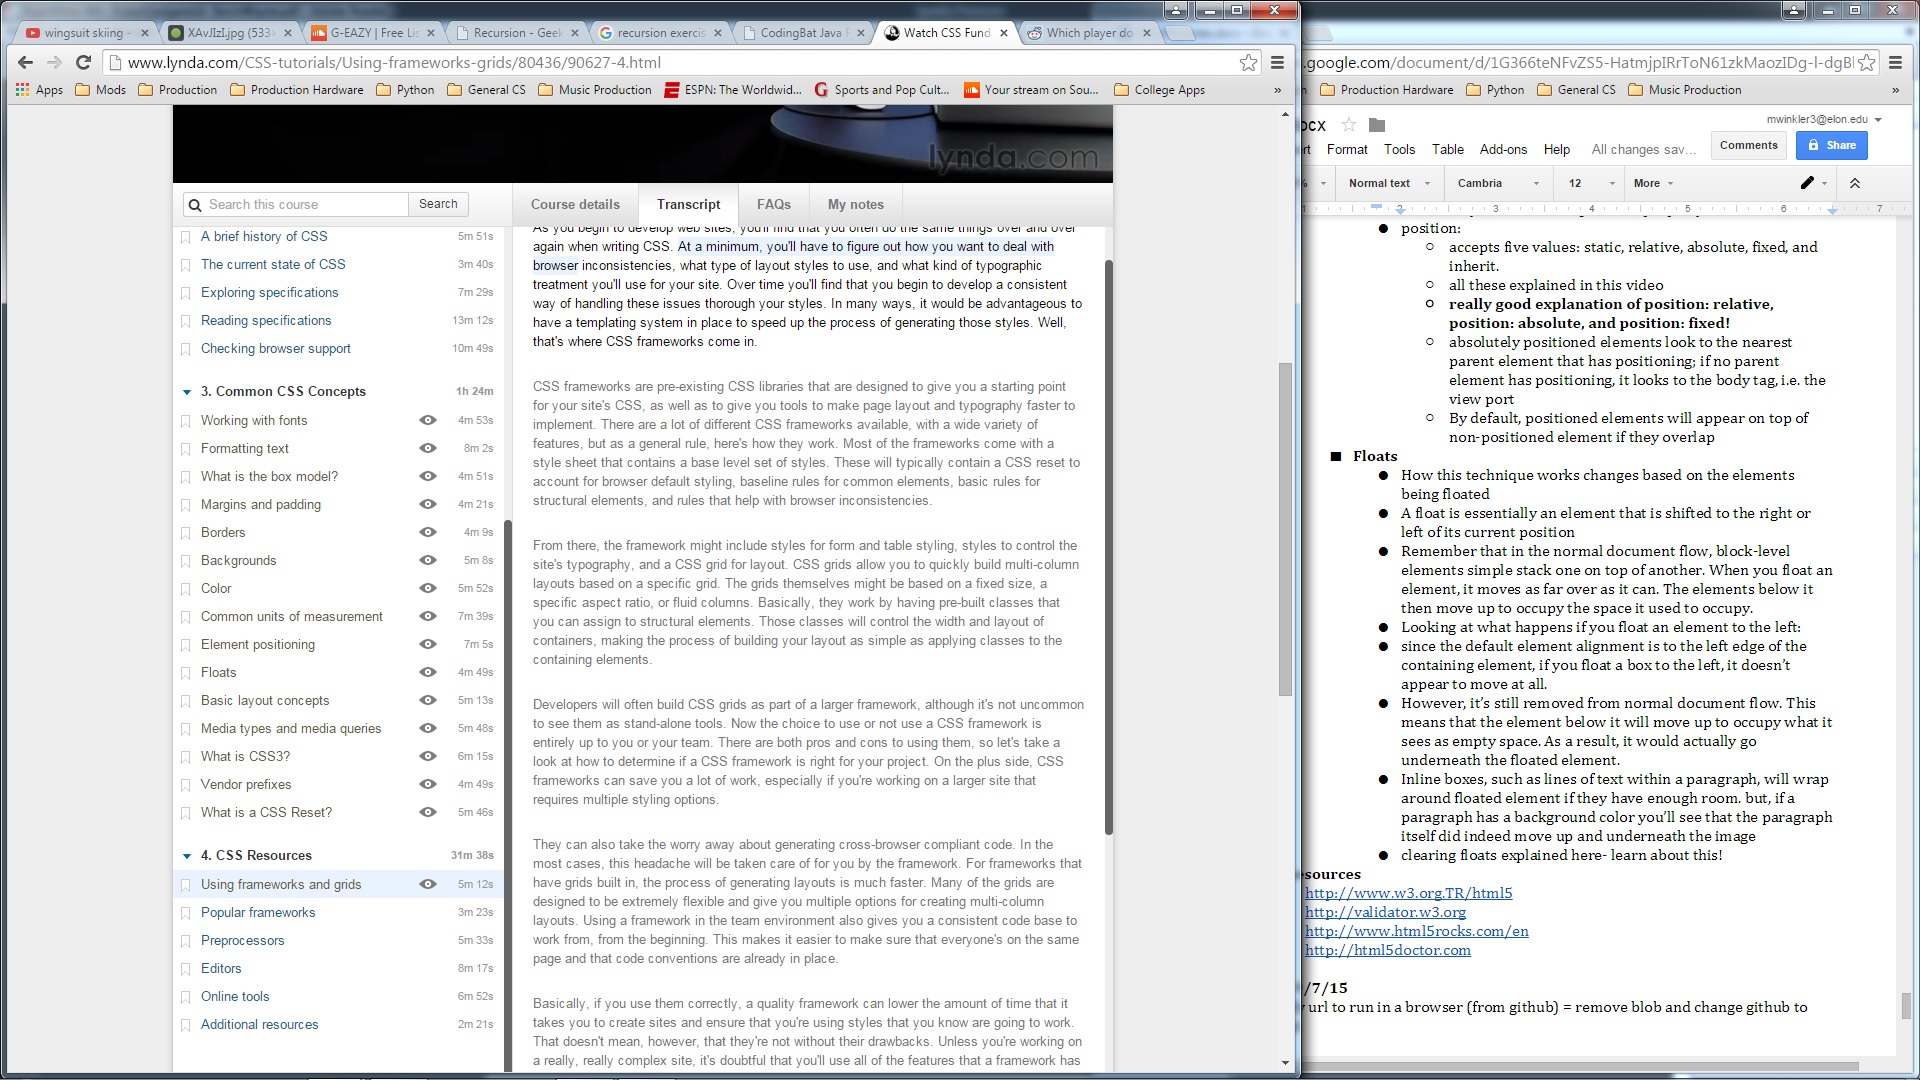 wingsuit skiing -
XAvJIzI.jpg (533×
G-EAZY | Free Lis
Recursion - Geek
recursion exercis
CodingBat Java R
Watch CSS Fund
Which player do
www.lynda.com/CSS-tutorials/Using-frameworks-grids/80436/90627-4.html
Apps
Mods
Production
Production Hardware
Python
General CS
Music Production
ESPN: The Worldwid...
Sports and Pop Cult...
Your stream on Sou...
College Apps
»
lynda.com
Search this course
Search
Course details
Transcript
FAQs
My notes
A brief history of CSS 5m 51s
The current state of CSS 3m 40s
Exploring specifications 7m 29s
Reading specifications 13m 12s
Checking browser support 10m 49s
3. Common CSS Concepts 1h 24m
Working with fonts 4m 53s
Formatting text 8m 2s
What is the box model? 4m 51s
Margins and padding 4m 21s
Borders 4m 9s
Backgrounds 5m 8s
Color 5m 52s
Common units of measurement 7m 39s
Element positioning 7m 5s
Floats 4m 49s
Basic layout concepts 5m 13s
Media types and media queries 5m 48s
What is CSS3? 6m 15s
Vendor prefixes 4m 49s
What is a CSS Reset? 5m 46s
4. CSS Resources 31m 38s
Using frameworks and grids 5m 12s
Popular frameworks 3m 23s
Preprocessors 5m 33s
Editors 8m 17s
Online tools 6m 52s
Additional resources 2m 21s
As you begin to develop web sites, you'll find that you often do the same things over and over
again when writing CSS. At a minimum, you'll have to figure out how you want to deal with
browser inconsistencies, what type of layout styles to use, and what kind of typographic
treatment you'll use for your site. Over time you'll find that you begin to develop a consistent
way of handling these issues thorough your styles. In many ways, it would be advantageous to
have a templating system in place to speed up the process of generating those styles. Well,
that's where CSS frameworks come in.
CSS frameworks are pre-existing CSS libraries that are designed to give you a starting point
for your site's CSS, as well as to give you tools to make page layout and typography faster to
implement. There are a lot of different CSS frameworks available, with a wide variety of
features, but as a general rule, here's how they work. Most of the frameworks come with a
style sheet that contains a base level set of styles. These will typically contain a CSS reset to
account for browser default styling, baseline rules for common elements, basic rules for
structural elements, and rules that help with browser inconsistencies.
From there, the framework might include styles for form and table styling, styles to control the
site's typography, and a CSS grid for layout. CSS grids allow you to quickly build multi-column
layouts based on a specific grid. The grids themselves might be based on a fixed size, a
specific aspect ratio, or fluid columns. Basically, they work by having pre-built classes that
you can assign to structural elements. Those classes will control the width and layout of
containers, making the process of building your layout as simple as applying classes to the
containing elements.
Developers will often build CSS grids as part of a larger framework, although it's not uncommon
to see them as stand-alone tools. Now the choice to use or not use a CSS framework is
entirely up to you or your team. There are both pros and cons to using them, so let's take a
look at how to determine if a CSS framework is right for your project. On the plus side, CSS
frameworks can save you a lot of work, especially if you're working on a larger site that
requires multiple styling options.
They can also take the worry away about generating cross-browser compliant code. In the
most cases, this headache will be taken care of for you by the framework. For frameworks that
have grids built in, the process of generating layouts is much faster. Many of the grids are
designed to be extremely flexible and give you multiple options for creating multi-column
layouts. Using a framework in the team environment also gives you a consistent code base to
work from, from the beginning. This makes it easier to make sure that everyone's on the same
page and that code conventions are already in place.
Basically, if you use them correctly, a quality framework can lower the amount of time that it
takes you to create sites and ensure that you're using styles that you know are going to work.
That doesn't mean, however, that they're not without their drawbacks. Unless you're working on
a really, really complex site, it's doubtful that you'll use all of the features that a framework has
.google.com/document/d/1G366teNFvZS5-HatmjpIRrToN61zkMaozIDg-l-dgB
Production Hardware
Python
General CS
Music Production
»
ocx
mwinkler3@elon.edu
rt Format Tools Table Add-ons Help All changes sav...
Comments
Share
% Normal text Cambria 12 More
1 2 3 4 5 6 7
● position:
○ accepts five values: static, relative, absolute, fixed, and
inherit.
○ all these explained in this video
○ really good explanation of position: relative,
position: absolute, and position: fixed!
○ absolutely positioned elements look to the nearest
parent element that has positioning; if no parent
element has positioning, it looks to the body tag, i.e. the
view port
○ By default, positioned elements will appear on top of
non-positioned element if they overlap
■ Floats
● How this technique works changes based on the elements
being floated
● A float is essentially an element that is shifted to the right or
left of its current position
● Remember that in the normal document flow, block-level
elements simple stack one on top of another. When you float an
element, it moves as far over as it can. The elements below it
then move up to occupy the space it used to occupy.
● Looking at what happens if you float an element to the left:
● since the default element alignment is to the left edge of the
containing element, if you float a box to the left, it doesn't
appear to move at all.
● However, it's still removed from normal document flow. This
means that the element below it will move up to occupy what it
sees as empty space. As a result, it would actually go
underneath the floated element.
● Inline boxes, such as lines of text within a paragraph, will wrap
around floated element if they have enough room. but, if a
paragraph has a background color you'll see that the paragraph
itself did indeed move up and underneath the image
● clearing floats explained here- learn about this!
esources
http://www.w3.org.TR/html5
http://validator.w3.org
http://www.html5rocks.com/en
http://html5doctor.com
/7/15
url to run in a browser (from github) = remove blob and change github to